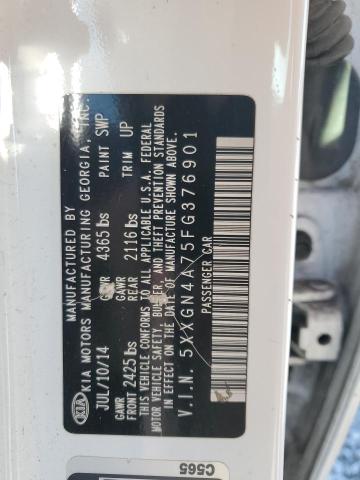 MANUFACTURED BY
KIA KIA MOTORS MANUFACTURING GEORGIA, INC.
JUL/10/14 GVWR 4365 lbs PAINT SWP
GAWR FRONT 2425 lbs GAWR REAR 2116 lbs TRIM UP
THIS VEHICLE CONFORMS TO ALL APPLICABLE U.S.A. FEDERAL
MOTOR VEHICLE SAFETY, BUMPER, AND THEFT PREVENTION STANDARDS
IN EFFECT ON THE DATE OF MANUFACTURE SHOWN ABOVE.
V.I.N. 5XXGN4A75FG376901
PASSENGER CAR
C565